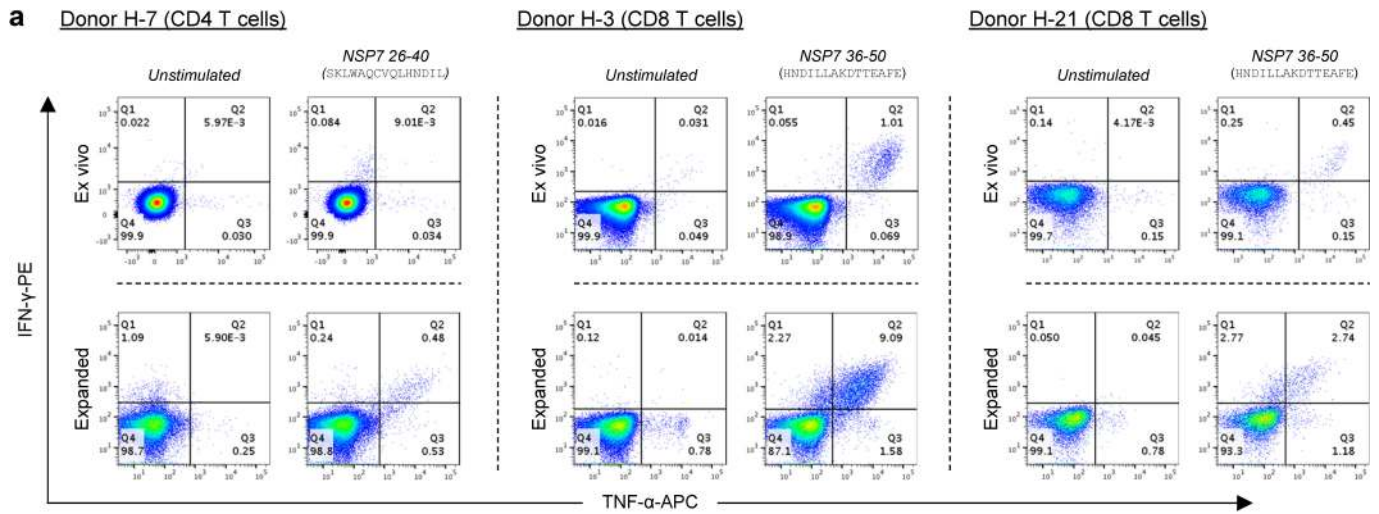 a
Donor H-7 (CD4 T cells)
Donor H-3 (CD8 T cells)
Donor H-21 (CD8 T cells)
Unstimulated
NSP7 26-40
(SKLWAQCVQLHNDIL)
Unstimulated
NSP7 36-50
(HNDILLAKDTTEAFE)
Unstimulated
NSP7 36-50
(HNDILLAKDTTEAFE)
IFN-γ-PE
Ex vivo
Q1
0.022
Q2
5.97E-3
Q4
99.9
Q3
0.030
Q1
0.084
Q2
9.01E-3
Q4
99.9
Q3
0.034
Ex vivo
Q1
0.016
Q2
0.031
Q4
99.9
Q3
0.049
Q1
0.055
Q2
1.01
Q4
98.9
Q3
0.069
Ex vivo
Q1
0.14
Q2
4.17E-3
Q4
99.7
Q3
0.15
Q1
0.25
Q2
0.45
Q4
99.1
Q3
0.15
Expanded
Q1
1.09
Q2
5.90E-3
Q4
98.7
Q3
0.25
Q1
0.24
Q2
0.48
Q4
98.8
Q3
0.53
Expanded
Q1
0.12
Q2
0.014
Q4
99.1
Q3
0.78
Q1
2.27
Q2
9.09
Q4
87.1
Q3
1.58
Expanded
Q1
0.050
Q2
0.045
Q4
99.1
Q3
0.78
Q1
2.77
Q2
2.74
Q4
93.3
Q3
1.18
TNF-α-APC